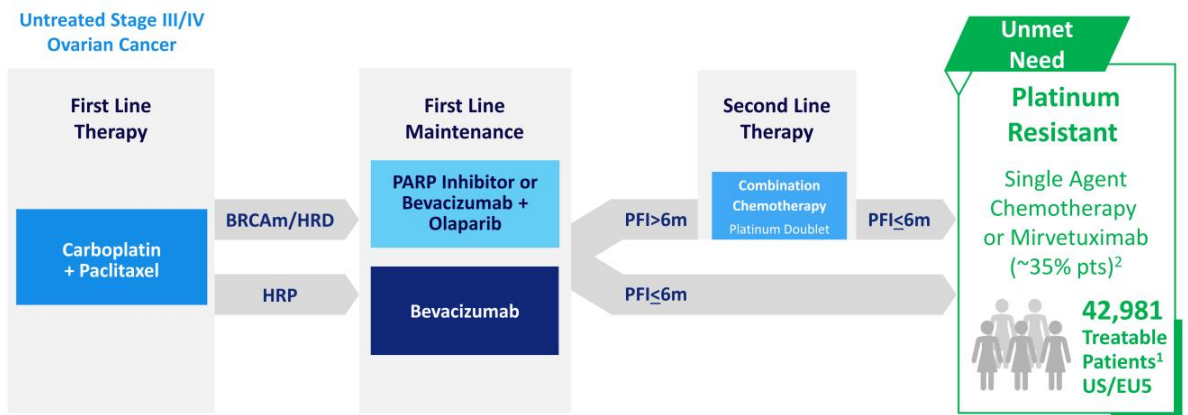 Untreated Stage III/IV
Ovarian Cancer
First Line
Therapy
Carboplatin
+ Paclitaxel
BRCAm/HRD
HRP
First Line
Maintenance
PARP Inhibitor or
Bevacizumab +
Olaparib
Bevacizumab
PFI>6m
PFI≤6m
Second Line
Therapy
Combination
Chemotherapy
Platinum Doublet
PFI≤6m
Unmet
Need
Platinum
Resistant
Single Agent
Chemotherapy
or Mirvetuximab
(~35% pts)²
42,981
Treatable
Patients¹
US/EU5